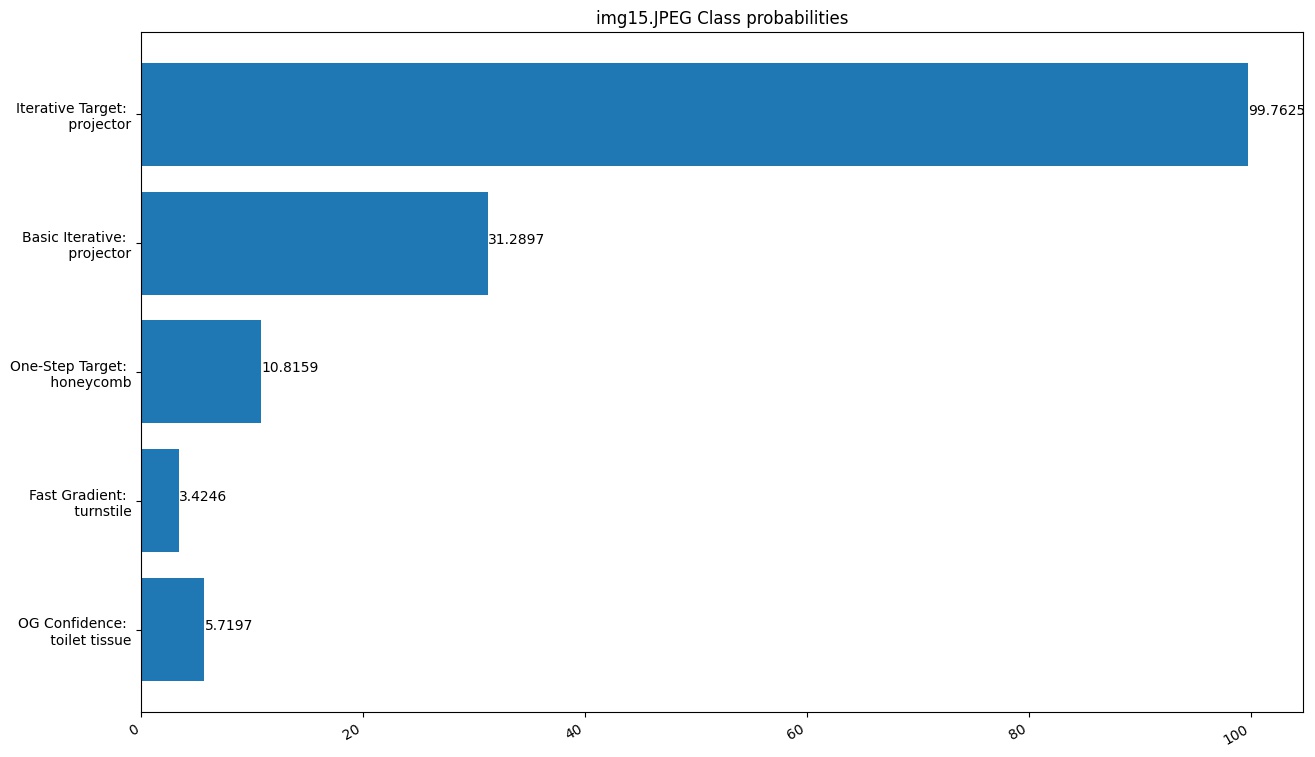 img15.JPEG Class probabilities
Iterative Target:
projector
99.7625
Basic Iterative:
projector
31.2897
One-Step Target:
honeycomb
10.8159
Fast Gradient:
turnstile
3.4246
OG Confidence:
toilet tissue
5.7197
0
20
40
60
80
100